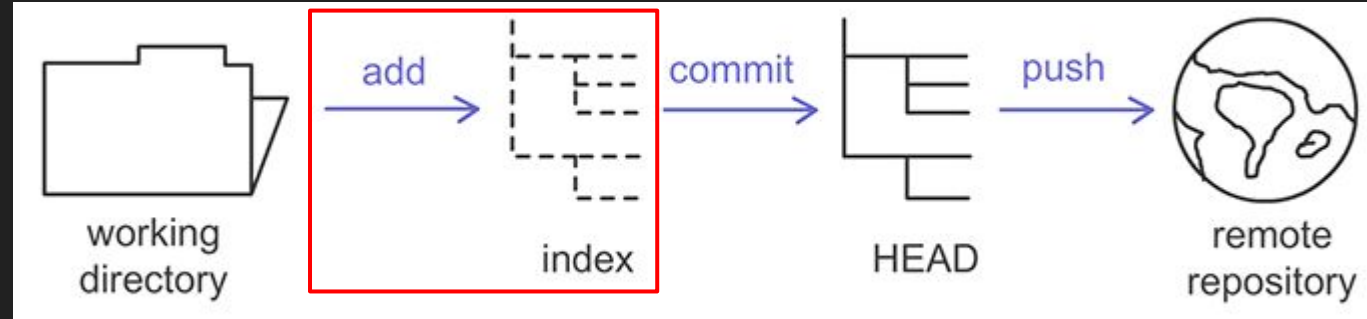 add
commit
push
working
directory
index
HEAD
remote
repository